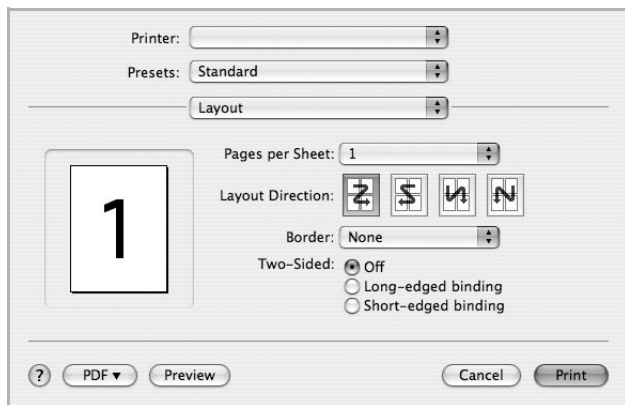 Printer:
Presets: Standard
Layout
Pages per Sheet: 1
Layout Direction:
Border: None
Two-Sided: Off
Long-edged binding
Short-edged binding
1
? PDF▼ Preview Cancel Print